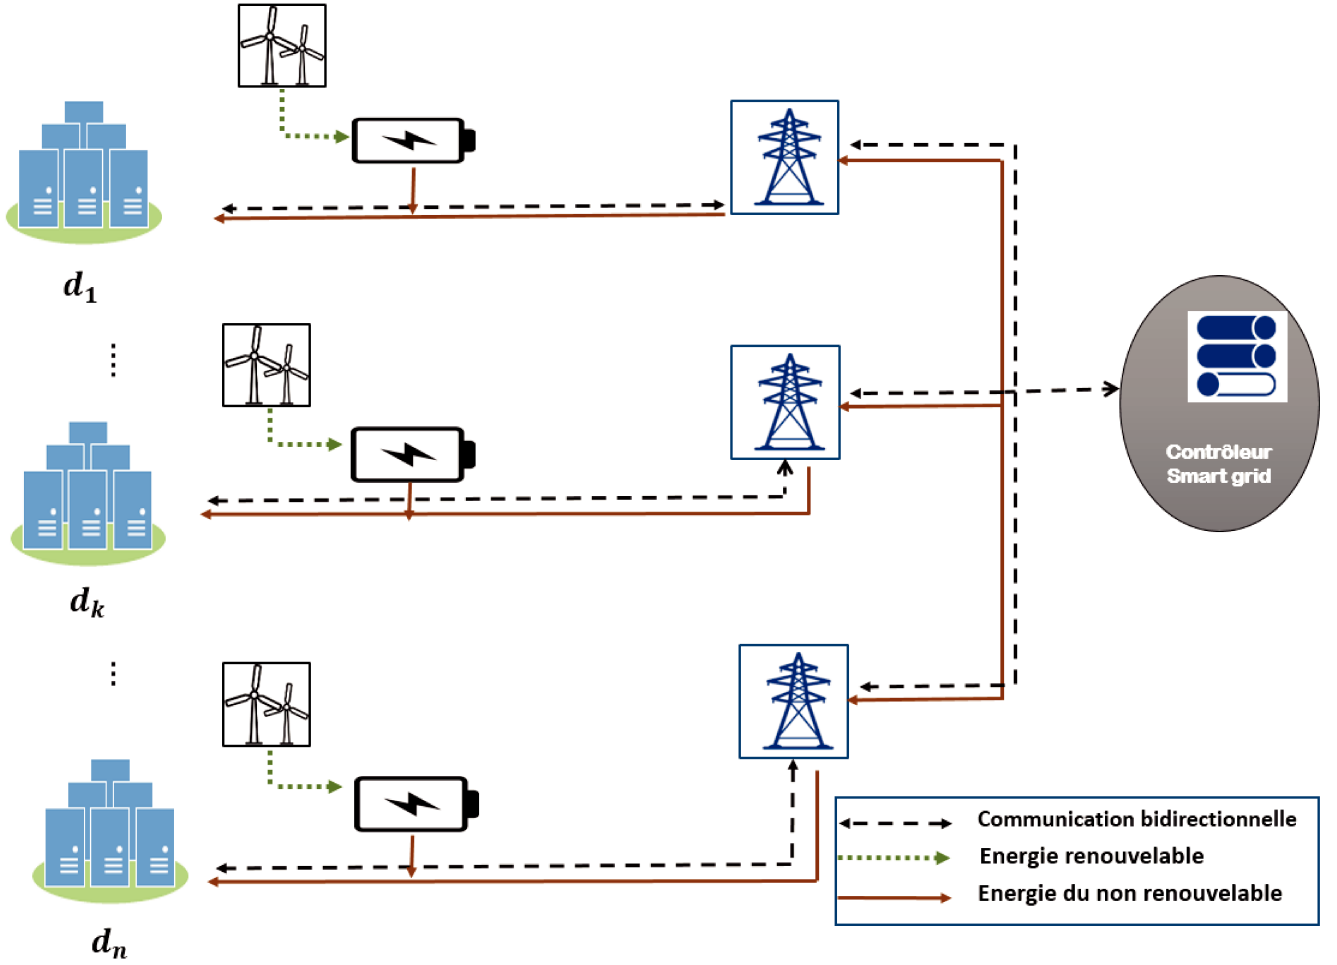 d₁
Contrôleur
Smart grid
dₖ
Communication bidirectionnelle
Energie renouvelable
Energie du non renouvelable
dₙ